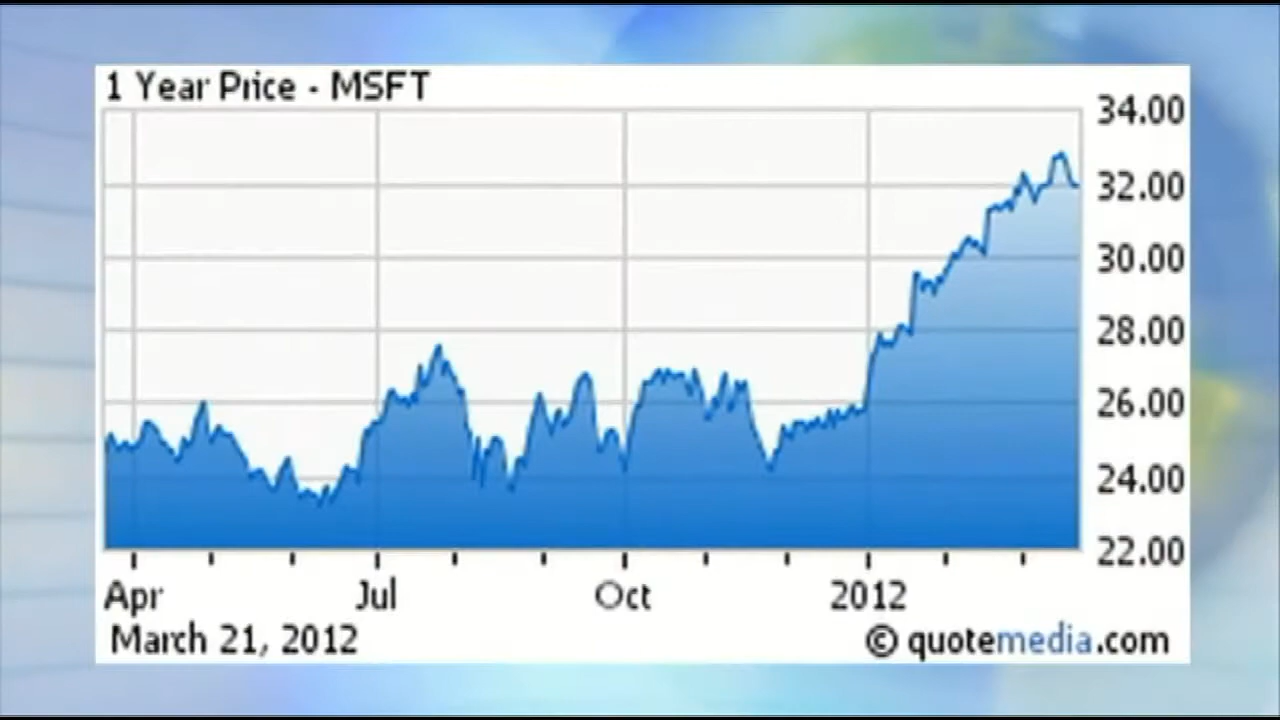 1 Year Price - MSFT
34.00
32.00
30.00
28.00
26.00
24.00
22.00
Apr Jul Oct 2012
March 21, 2012 © quotemedia.com